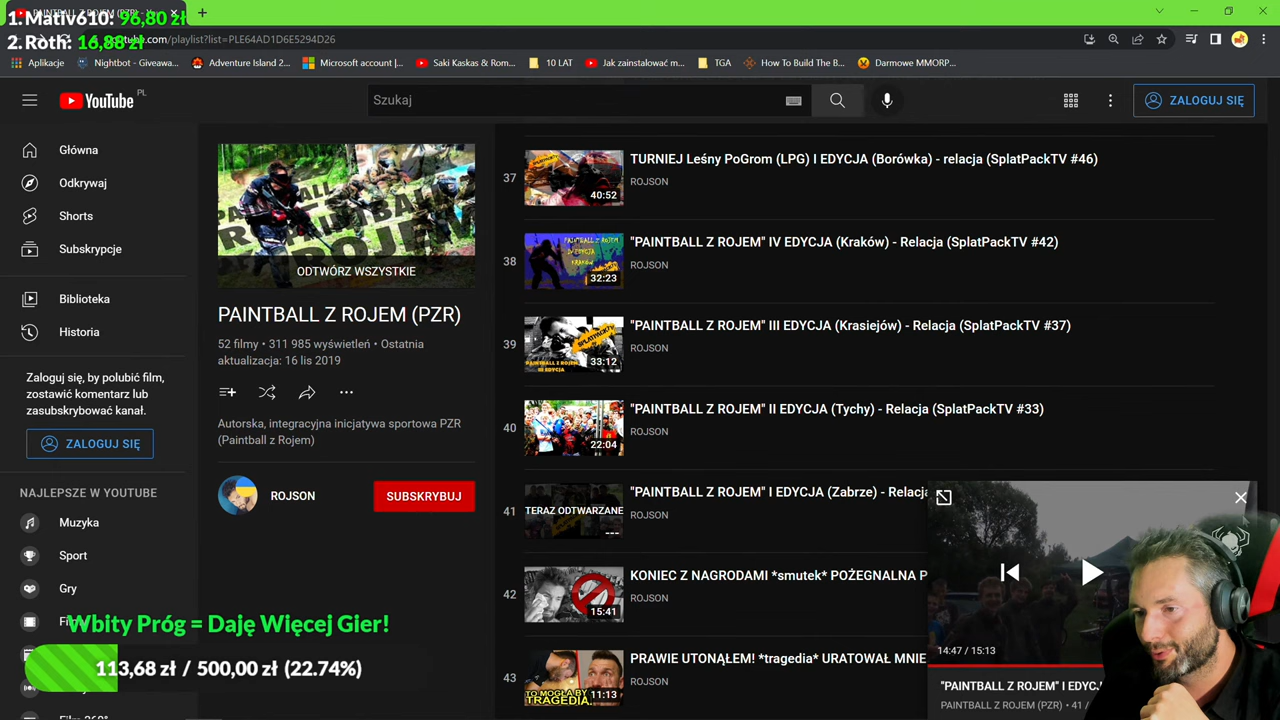 1.Mativ610: 96,80 zł
2.Roth: 16,88 zł
youtube.com/playlist?list=PLE64AD1D6E5294D26
Aplikacje
Nightbot - Giveawa...
Adventure Island 2...
Microsoft account |...
Saki Kaskas & Rom...
10 LAT
Jak zainstalować m...
TGA
How To Build The B...
Darmowe MMORP...
YouTube PL
Szukaj
ZALOGUJ SIĘ
Główna
Odkrywaj
Shorts
Subskrypcje
Biblioteka
Historia
Zaloguj się, by polubić film,
zostawić komentarz lub
zasubskrybować kanał.
ZALOGUJ SIĘ
NAJLEPSZE W YOUTUBE
Muzyka
Sport
Gry
Wbity Próg = Daję Więcej Gier!
113,68 zł / 500,00 zł (22.74%)
Film 360°
ODTWÓRZ WSZYSTKIE
PAINTBALL Z ROJEM (PZR)
52 filmy • 311 985 wyświetleń • Ostatnia
aktualizacja: 16 lis 2019
Autorska, integracyjna inicjatywa sportowa PZR
(Paintball z Rojem)
ROJSON
SUBSKRYBUJ
37
40:52
TURNIEJ Leśny PoGrom (LPG) I EDYCJA (Borówka) - relacja (SplatPackTV #46)
ROJSON
38
32:23
"PAINTBALL Z ROJEM" IV EDYCJA (Kraków) - Relacja (SplatPackTV #42)
ROJSON
39
33:12
"PAINTBALL Z ROJEM" III EDYCJA (Krasiejów) - Relacja (SplatPackTV #37)
ROJSON
40
22:04
"PAINTBALL Z ROJEM" II EDYCJA (Tychy) - Relacja (SplatPackTV #33)
ROJSON
41
TERAZ ODTWARZANE
"PAINTBALL Z ROJEM" I EDYCJA (Zabrze) - Relacja
ROJSON
42
15:41
KONIEC Z NAGRODAMI *smutek* POŻEGNALNA P
ROJSON
43
TO MOGŁA BYĆ
TRAGEDIA.
11:13
PRAWIE UTONĄŁEM! *tragedia* URATOWAŁ MNIE
ROJSON
14:47 / 15:13
"PAINTBALL Z ROJEM" I EDYC
PAINTBALL Z ROJEM (PZR) • 41 /